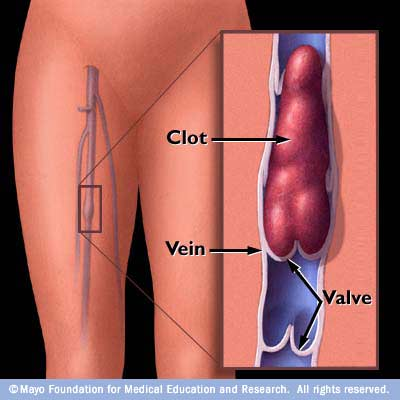 Clot
Vein
Valve
© Mayo Foundation for Medical Education and Research. All rights reserved.